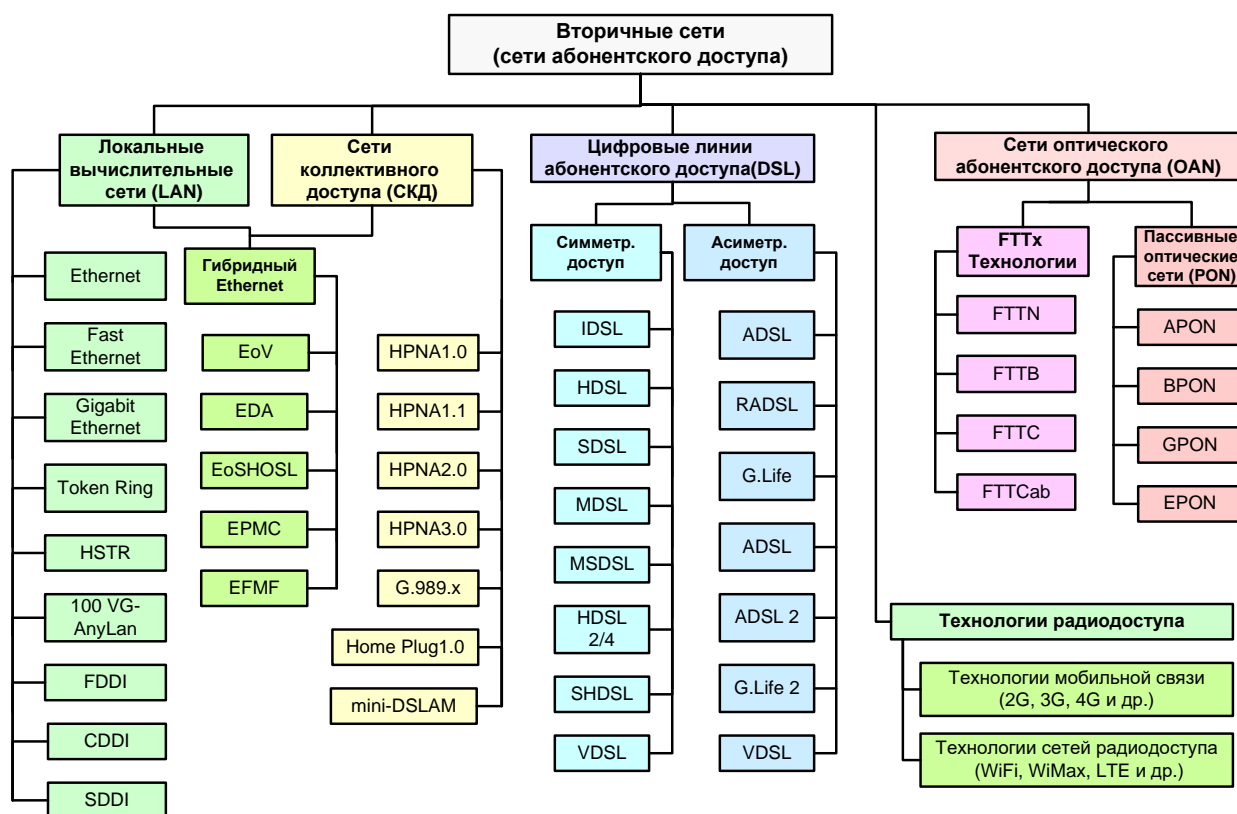 Вторичные сети
(сети абонентского доступа)
Локальные
вычислительные
сети (LAN)
Ethernet
Fast
Ethernet
Gigabit
Ethernet
Token Ring
HSTR
100 VG-
AnyLan
FDDI
CDDI
SDDI
Сети
коллективного
доступа (СКД)
Гибридный
Ethernet
EoV
EDA
EoSHOSL
EPMC
EFMF
HPNA1.0
HPNA1.1
HPNA2.0
HPNA3.0
G.989.x
Home Plug1.0
mini-DSLAM
Цифровые линии
абонентского доступа(DSL)
Симметр.
доступ
IDSL
HDSL
SDSL
MDSL
MSDSL
HDSL
2/4
SHDSL
VDSL
Асиметр.
доступ
ADSL
RADSL
G.Life
ADSL
ADSL 2
G.Life 2
VDSL
Сети оптического
абонентского доступа (OAN)
FTTx
Технологии
FTTN
FTTB
FTTC
FTTCab
Пассивные
оптические
сети (PON)
APON
BPON
GPON
EPON
Технологии радиодоступа
Технологии мобильной связи
(2G, 3G, 4G и др.)
Технологии сетей радиодоступа
(WiFi, WiMax, LTE и др.)